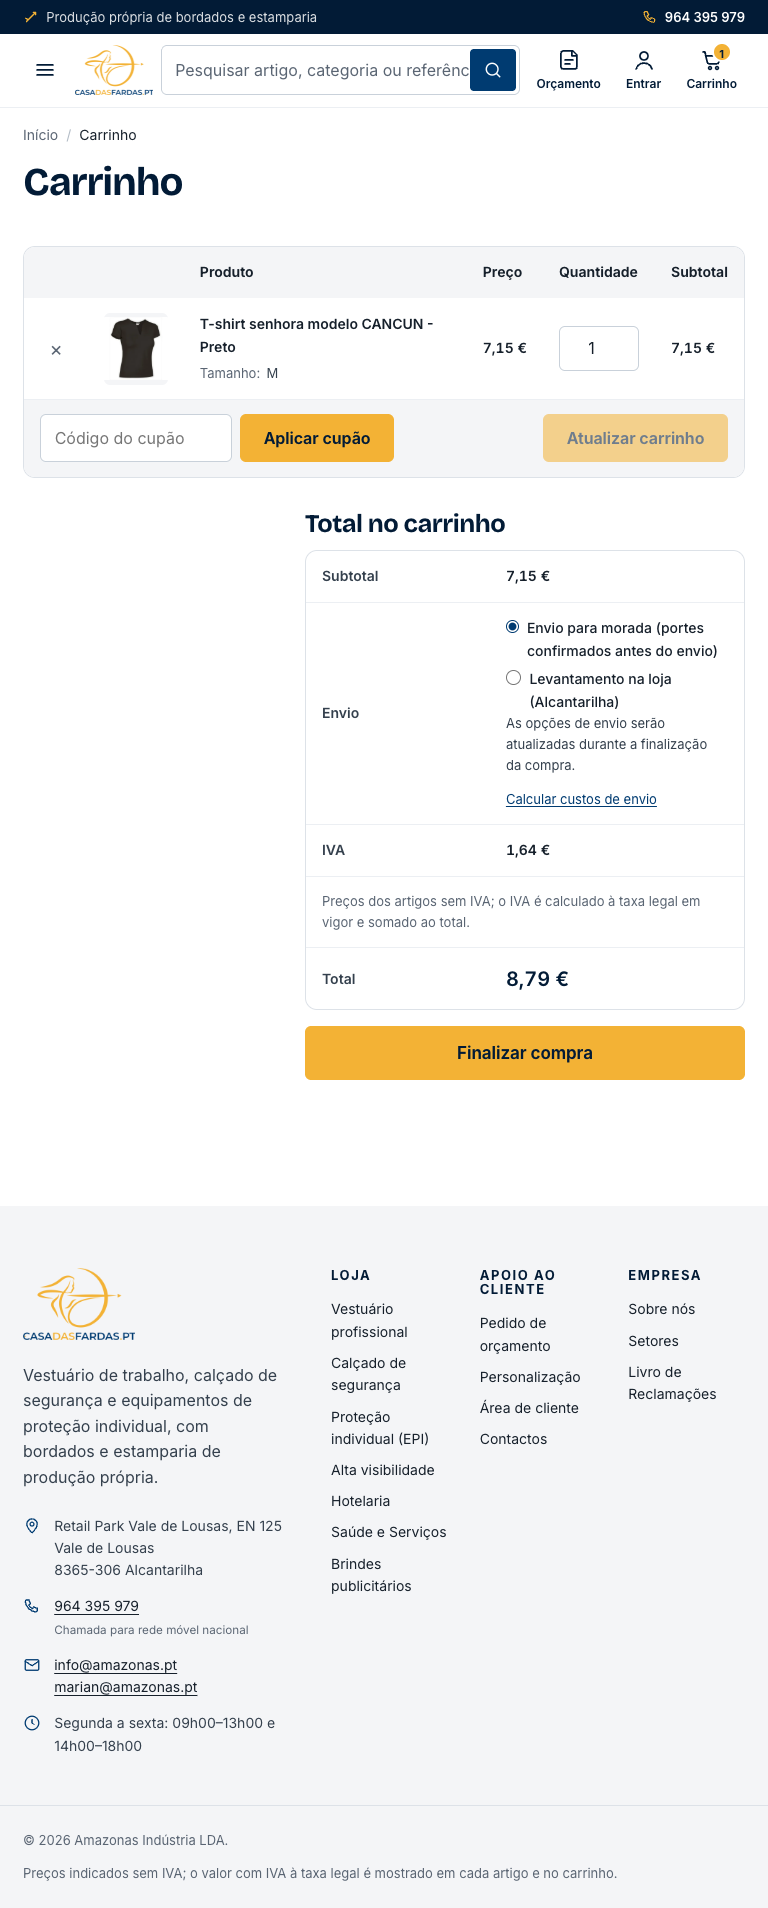 Produção própria de bordados e estamparia
964 395 979
CASADASFARDAS.PT
Pesquisar artigo, categoria ou referênc
Orçamento
Entrar
1
Carrinho
Início / Carrinho
Carrinho
Produto Preço Quantidade Subtotal
× T-shirt senhora modelo CANCUN -
Preto
Tamanho: M
7,15 € 1 7,15 €
Código do cupão Aplicar cupão Atualizar carrinho
Total no carrinho
Subtotal 7,15 €
Envio
Envio para morada (portes
confirmados antes do envio)
Levantamento na loja
(Alcantarilha)
As opções de envio serão
atualizadas durante a finalização
da compra.
Calcular custos de envio
IVA 1,64 €
Preços dos artigos sem IVA; o IVA é calculado à taxa legal em
vigor e somado ao total.
Total 8,79 €
Finalizar compra
CASADASFARDAS.PT
Vestuário de trabalho, calçado de
segurança e equipamentos de
proteção individual, com
bordados e estamparia de
produção própria.
Retail Park Vale de Lousas, EN 125
Vale de Lousas
8365-306 Alcantarilha
964 395 979
Chamada para rede móvel nacional
info@amazonas.pt
marian@amazonas.pt
Segunda a sexta: 09h00–13h00 e
14h00–18h00
LOJA
Vestuário
profissional
Calçado de
segurança
Proteção
individual (EPI)
Alta visibilidade
Hotelaria
Saúde e Serviços
Brindes
publicitários
APOIO AO
CLIENTE
Pedido de
orçamento
Personalização
Área de cliente
Contactos
EMPRESA
Sobre nós
Setores
Livro de
Reclamações
© 2026 Amazonas Indústria LDA.
Preços indicados sem IVA; o valor com IVA à taxa legal é mostrado em cada artigo e no carrinho.